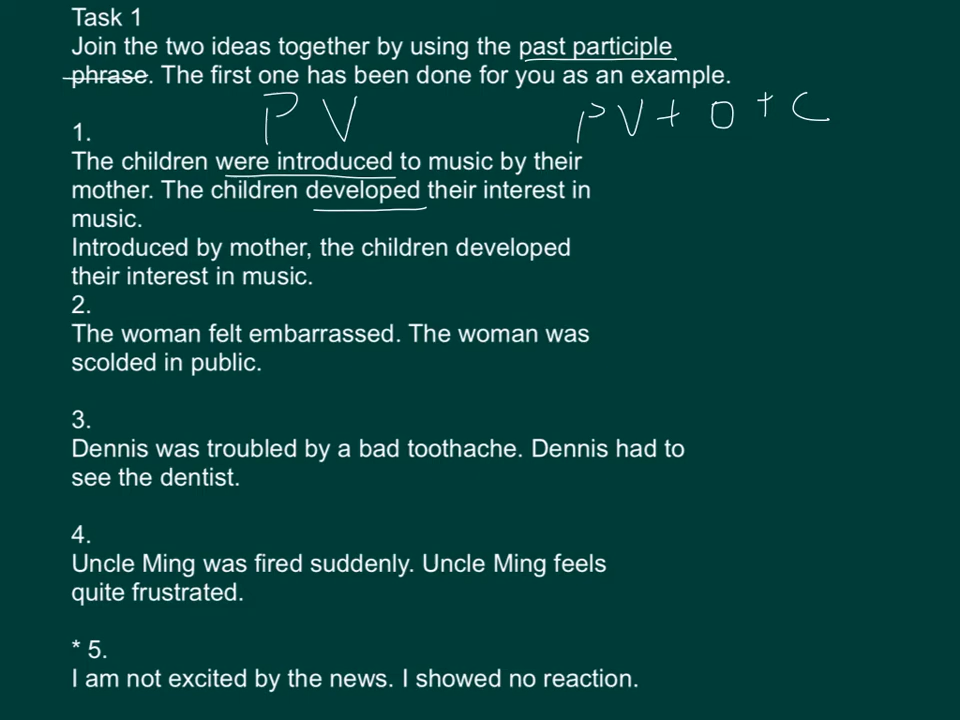 Task 1
Join the two ideas together by using the past participle
phrase. The first one has been done for you as an example.
P V
PV + O + C
1.
The children were introduced to music by their
mother. The children developed their interest in
music.
Introduced by mother, the children developed
their interest in music.
2.
The woman felt embarrassed. The woman was
scolded in public.
3.
Dennis was troubled by a bad toothache. Dennis had to
see the dentist.
4.
Uncle Ming was fired suddenly. Uncle Ming feels
quite frustrated.
* 5.
I am not excited by the news. I showed no reaction.